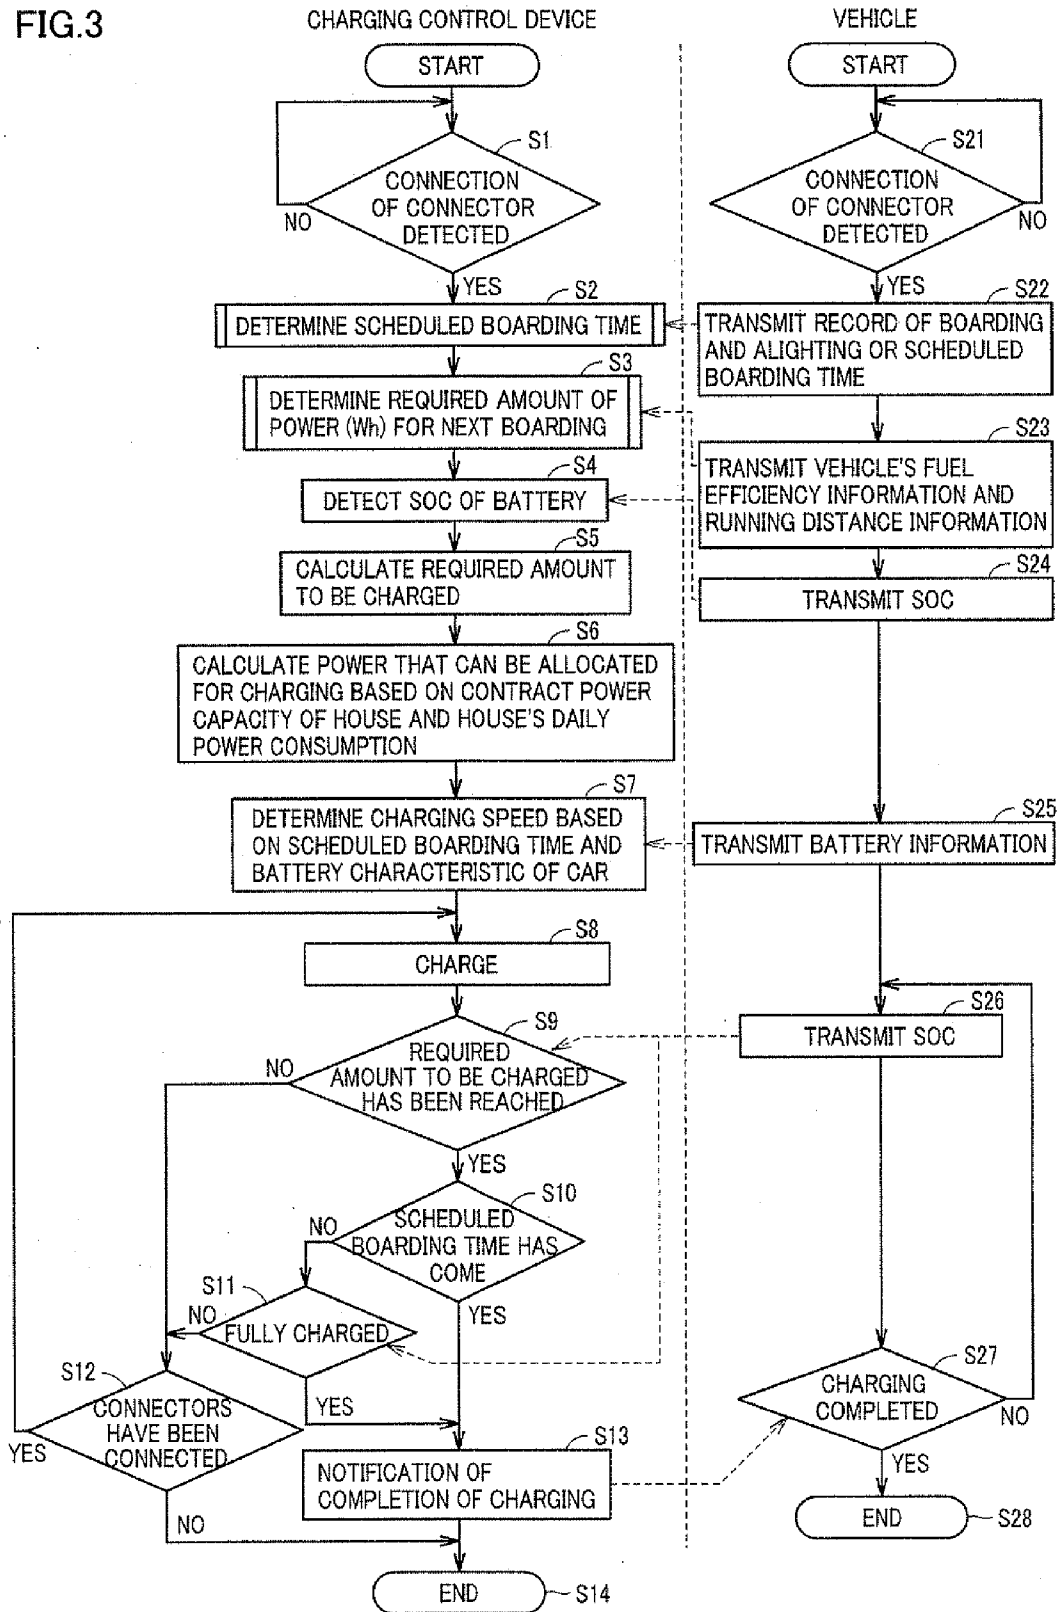 FIG.3
CHARGING CONTROL DEVICE
START
S1
CONNECTION
OF CONNECTOR
DETECTED
NO
YES
S2
DETERMINE SCHEDULED BOARDING TIME
S3
DETERMINE REQUIRED AMOUNT OF
POWER (Wh) FOR NEXT BOARDING
S4
DETECT SOC OF BATTERY
S5
CALCULATE REQUIRED AMOUNT
TO BE CHARGED
S6
CALCULATE POWER THAT CAN BE ALLOCATED
FOR CHARGING BASED ON CONTRACT POWER
CAPACITY OF HOUSE AND HOUSE'S DAILY
POWER CONSUMPTION
S7
DETERMINE CHARGING SPEED BASED
ON SCHEDULED BOARDING TIME AND
BATTERY CHARACTERISTIC OF CAR
S8
CHARGE
S9
REQUIRED
AMOUNT TO BE CHARGED
HAS BEEN REACHED
NO
YES
S10
SCHEDULED
BOARDING TIME HAS
COME
NO
YES
S11
FULLY CHARGED
NO
YES
S12
CONNECTORS
HAVE BEEN
CONNECTED
YES
NO
S13
NOTIFICATION OF
COMPLETION OF CHARGING
END
S14
VEHICLE
START
S21
CONNECTION
OF CONNECTOR
DETECTED
NO
YES
S22
TRANSMIT RECORD OF BOARDING
AND ALIGHTING OR SCHEDULED
BOARDING TIME
S23
TRANSMIT VEHICLE'S FUEL
EFFICIENCY INFORMATION AND
RUNNING DISTANCE INFORMATION
S24
TRANSMIT SOC
S25
TRANSMIT BATTERY INFORMATION
S26
TRANSMIT SOC
S27
CHARGING
COMPLETED
NO
YES
END
S28